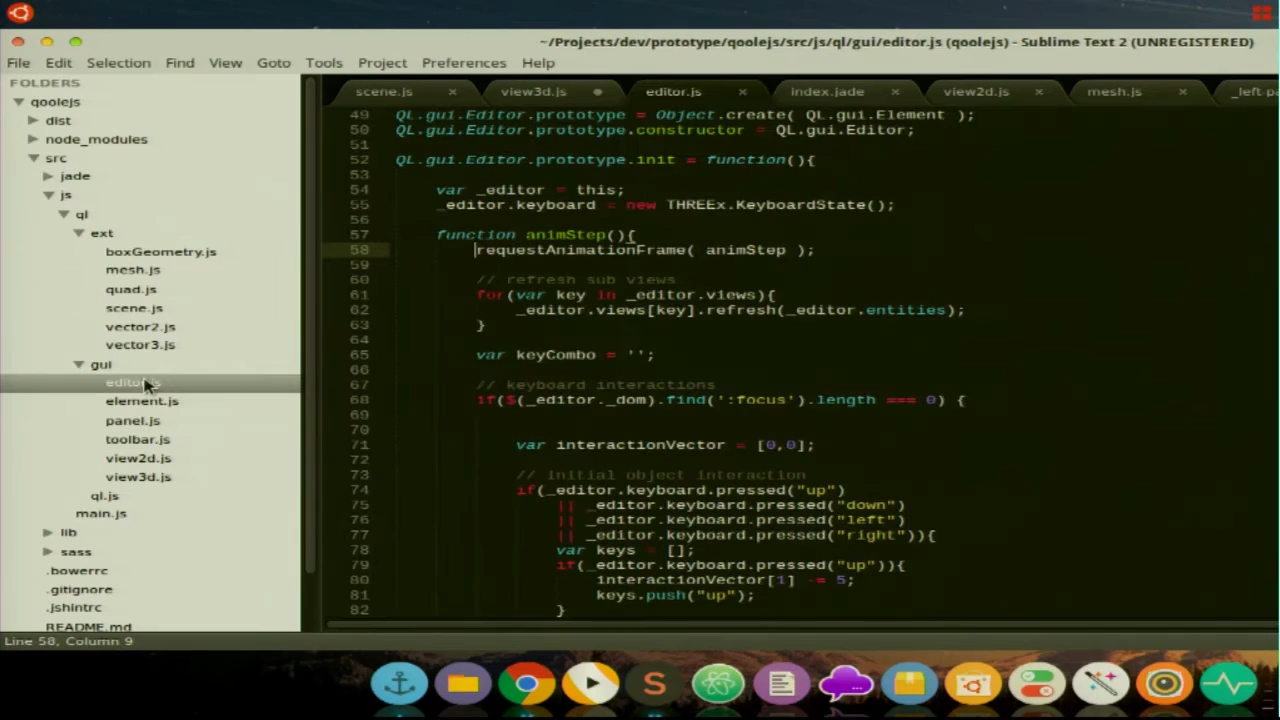 ~/Projects/dev/prototype/qoolejs/src/js/ql/gui/editor.js (qoolejs) - Sublime Text 2 (UNREGISTERED)
File Edit Selection Find View Goto Tools Project Preferences Help
FOLDERS
qoolejs
dist
node_modules
src
jade
js
ql
ext
boxGeometry.js
mesh.js
quad.js
scene.js
vector2.js
vector3.js
gui
editor.js
element.js
panel.js
toolbar.js
view2d.js
view3d.js
ql.js
main.js
lib
sass
.bowerrc
.gitignore
.jshintrc
README.md
scene.js × view3d.js • editor.js × index.jade × view2d.js × mesh.js × _left-pa
49 QL.gui.Editor.prototype = Object.create( QL.gui.Element );
50 QL.gui.Editor.prototype.constructor = QL.gui.Editor;
51
52 QL.gui.Editor.prototype.init = function(){
53
54 var _editor = this;
55 _editor.keyboard = new THREEx.KeyboardState();
56
57 function animStep(){
58 requestAnimationFrame( animStep );
59
60 // refresh sub views
61 for(var key in _editor.views){
62 _editor.views[key].refresh(_editor.entities);
63 }
64
65 var keyCombo = '';
66
67 // keyboard interactions
68 if($(_editor._dom).find(':focus').length === 0) {
69
70
71 var interactionVector = [0,0];
72
73 // initial object interaction
74 if(_editor.keyboard.pressed("up")
75 || _editor.keyboard.pressed("down")
76 || _editor.keyboard.pressed("left")
77 || _editor.keyboard.pressed("right")){
78 var keys = [];
79 if(_editor.keyboard.pressed("up")){
80 interactionVector[1] -= 5;
81 keys.push("up");
82 }
Line 58, Column 9